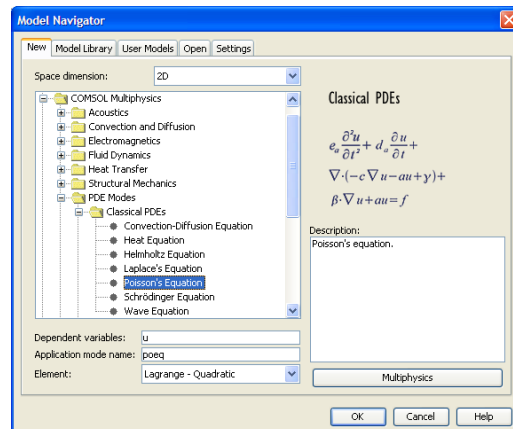 Model Navigator
New Model Library User Models Open Settings
Space dimension: 2D
COMSOL Multiphysics
Acoustics
Convection and Diffusion
Electromagnetics
Fluid Dynamics
Heat Transfer
Structural Mechanics
PDE Modes
Classical PDEs
Convection-Diffusion Equation
Heat Equation
Helmholtz Equation
Laplace's Equation
Poisson's Equation
Schrödinger Equation
Wave Equation
Dependent variables: u
Application mode name: poeq
Element: Lagrange - Quadratic
Classical PDEs
e_a ∂²u/∂t² + d_a ∂u/∂t +
∇·(-c∇u-αu+γ)+
β·∇u+au=f
Description:
Poisson's equation.
Multiphysics
OK Cancel Help